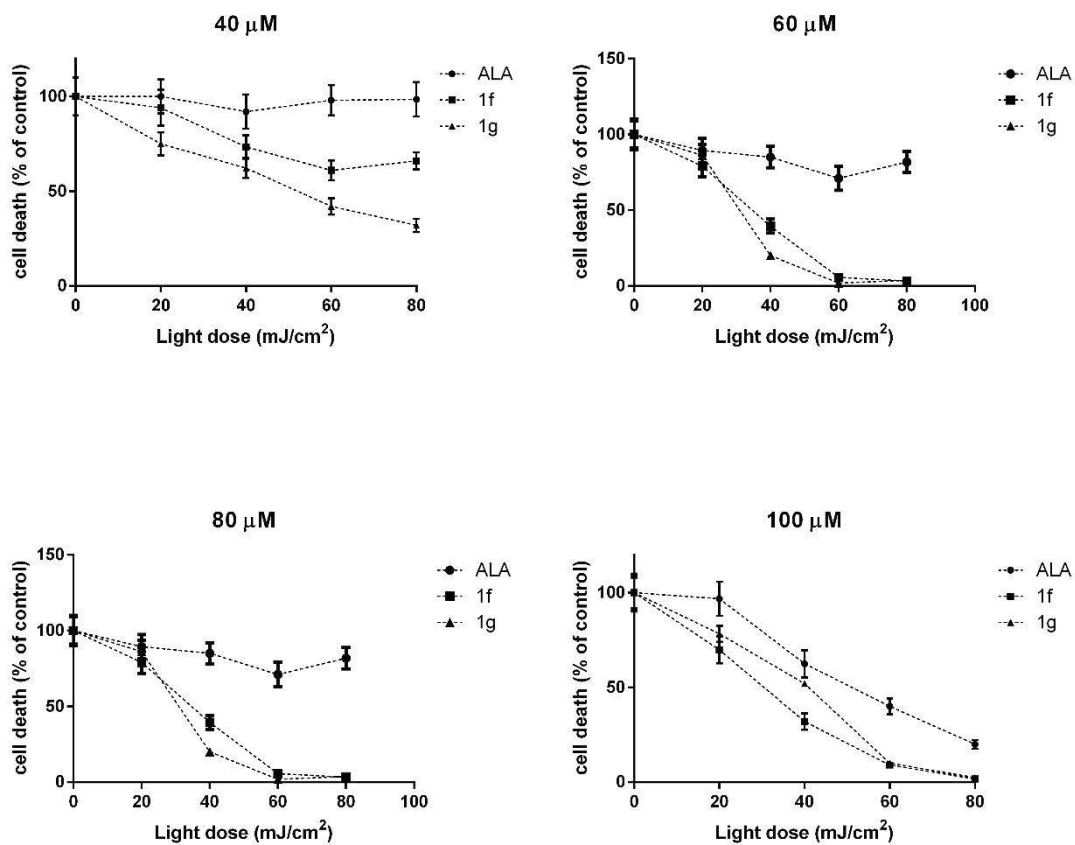 40 μM
cell death (% of control)
100
50
0
0 20 40 60 80
Light dose (mJ/cm²)
ALA
1f
1g
60 μM
cell death (% of control)
150
100
50
0
0 20 40 60 80 100
Light dose (mJ/cm²)
ALA
1f
1g
80 μM
cell death (% of control)
150
100
50
0
0 20 40 60 80 100
Light dose (mJ/cm²)
ALA
1f
1g
100 μM
cell death (% of control)
100
50
0
0 20 40 60 80
Light dose (mJ/cm²)
ALA
1f
1g